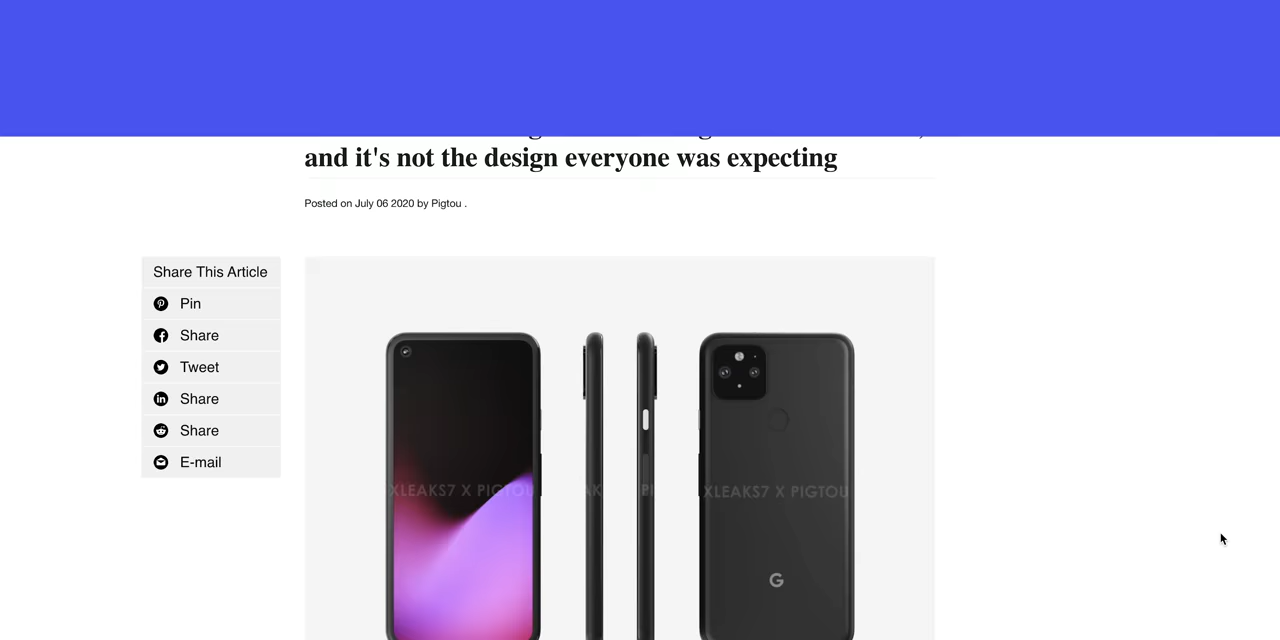 and it's not the design everyone was expecting
Posted on July 06 2020 by Pigtou .
Share This Article
Pin
Share
Tweet
Share
Share
E-mail
XLEAKS7 X PIGTOU
XLEAKS7 X PIGTOU
G